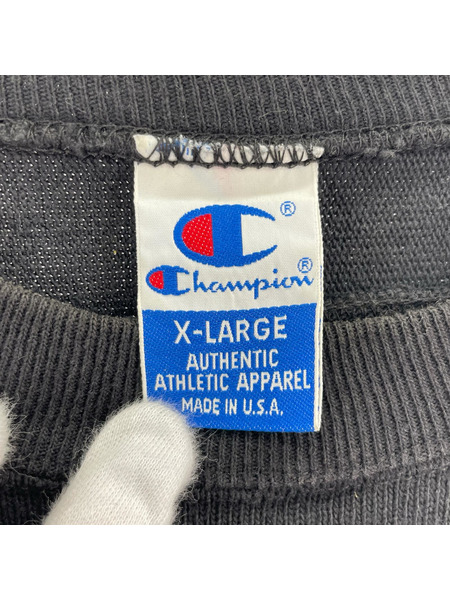 ®
Champion®
X-LARGE
AUTHENTIC
ATHLETIC APPAREL
MADE IN U.S.A.